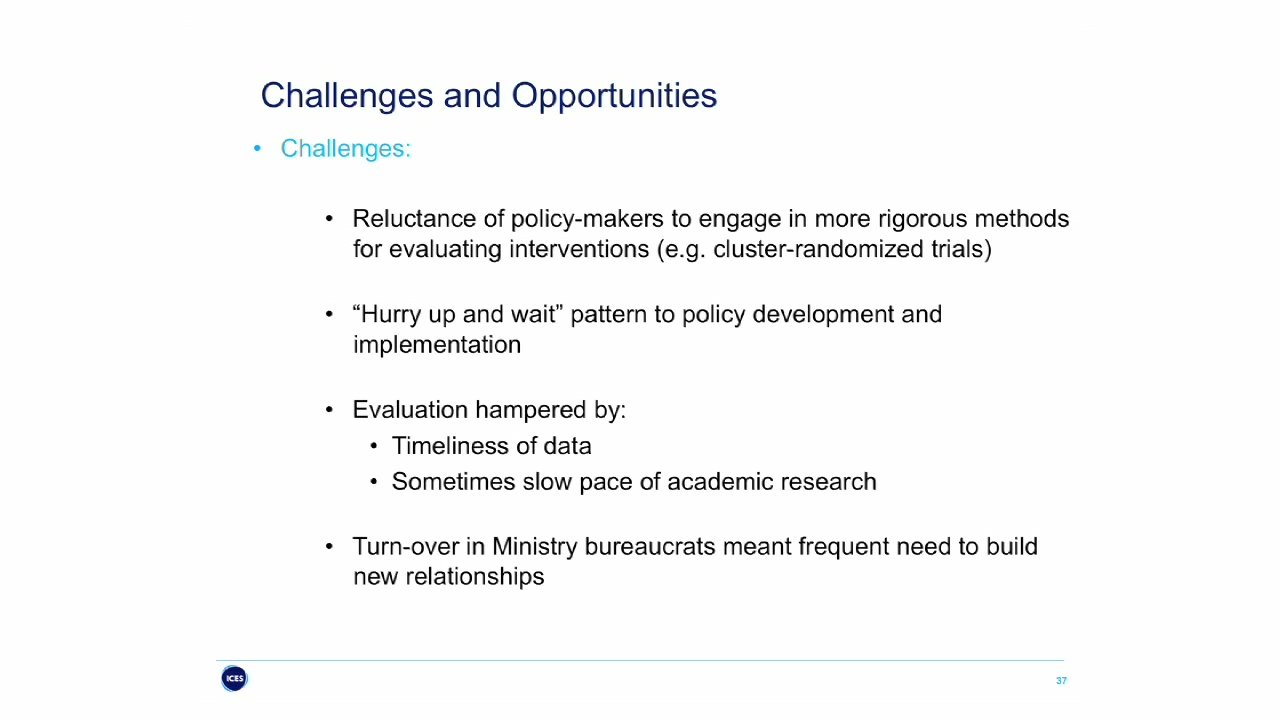 Challenges and Opportunities
• Challenges:
• Reluctance of policy-makers to engage in more rigorous methods
for evaluating interventions (e.g. cluster-randomized trials)
• “Hurry up and wait” pattern to policy development and
implementation
• Evaluation hampered by:
• Timeliness of data
• Sometimes slow pace of academic research
• Turn-over in Ministry bureaucrats meant frequent need to build
new relationships
ICES
37